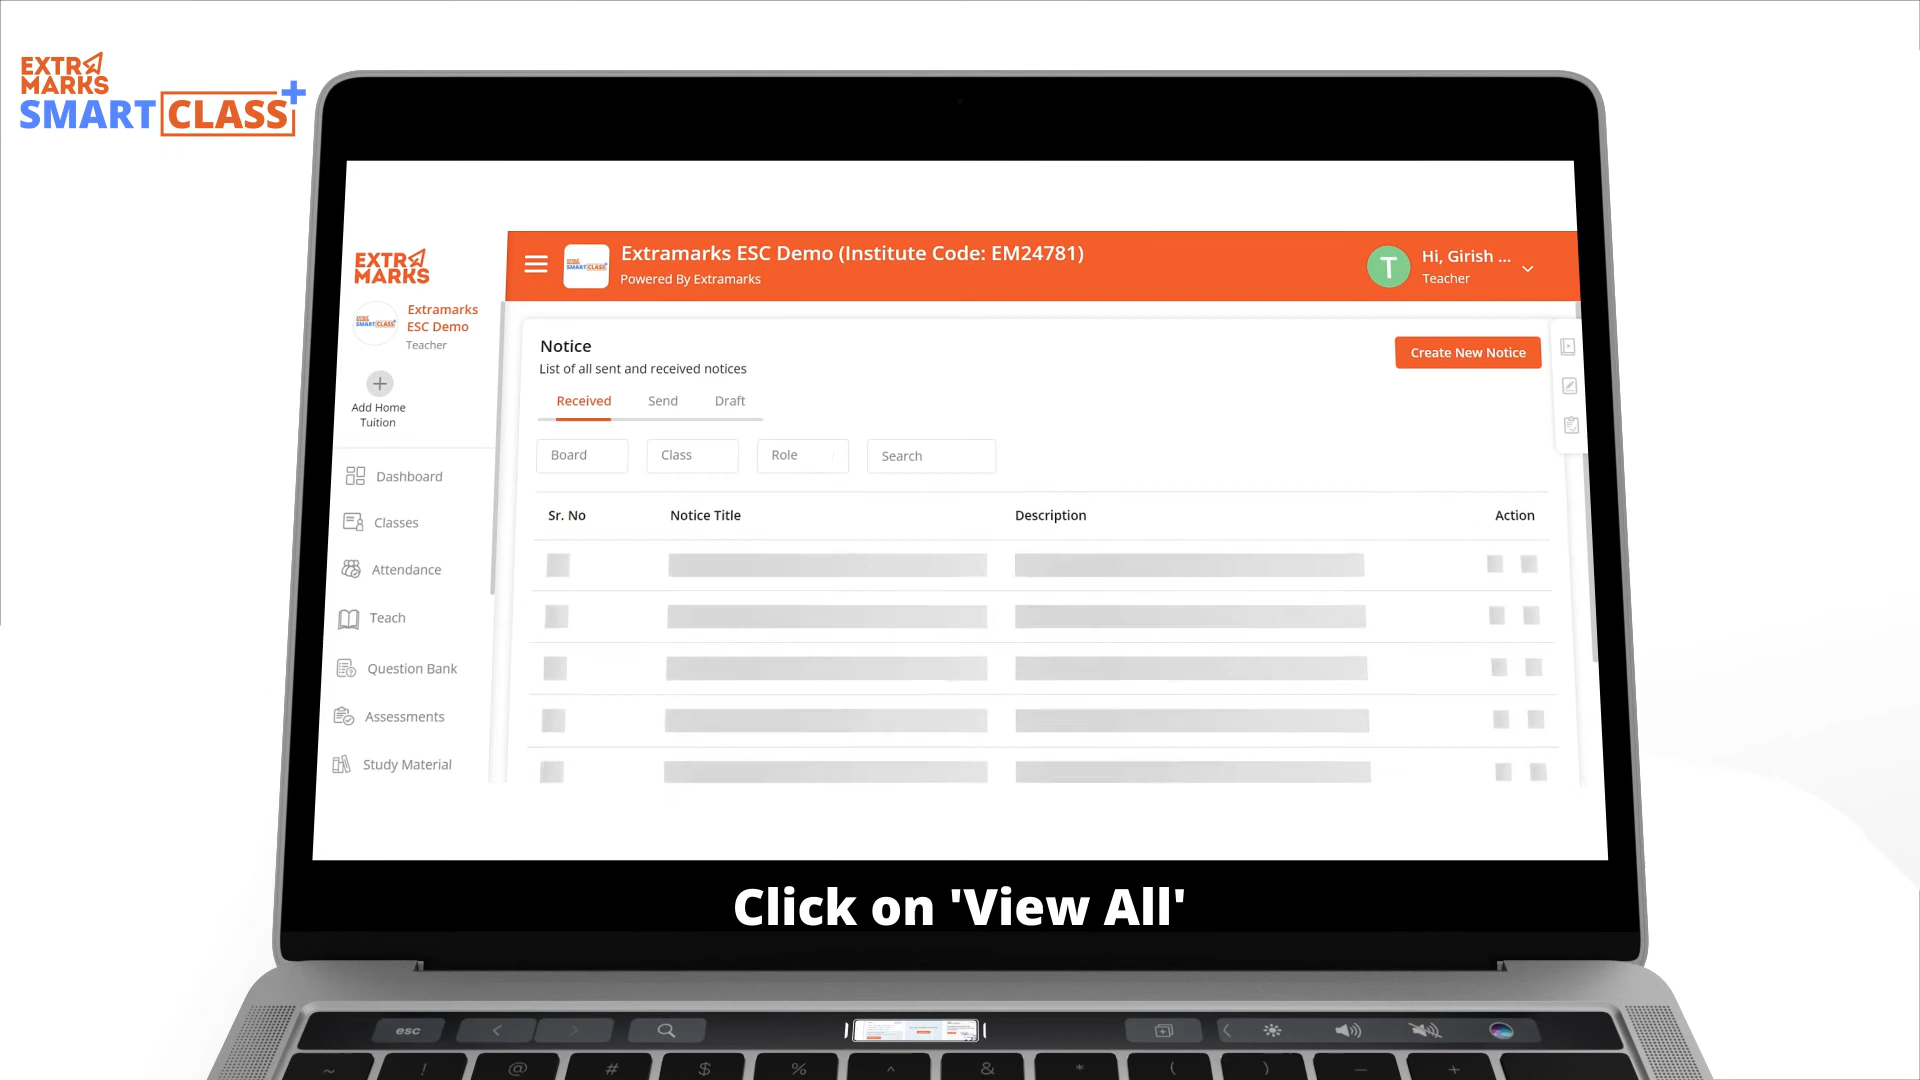 EXTRA
MARKS
SMART CLASS+
EXTRA
MARKS
Extramarks ESC Demo (Institute Code: EM24781)
Powered By Extramarks
T
Hi, Girish ...
Teacher
Extramarks
ESC Demo
Teacher
Add Home
Tuition
Dashboard
Classes
Attendance
Teach
Question Bank
Assessments
Study Material
Notice
List of all sent and received notices
Create New Notice
Received Send Draft
Board Class Role Search
Sr. No Notice Title Description Action
Click on 'View All'
esc
~ ! @ # $ % ^ & * ( ) — +